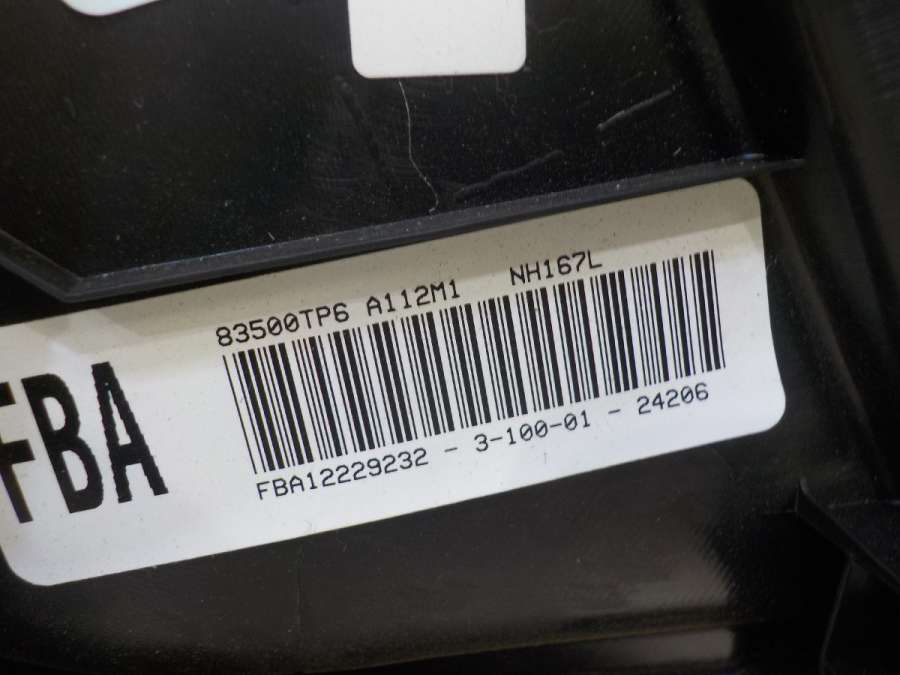 83500TP6 A112M1 NH167L
FBA
FBA12229232 - 3-100-01 - 24206